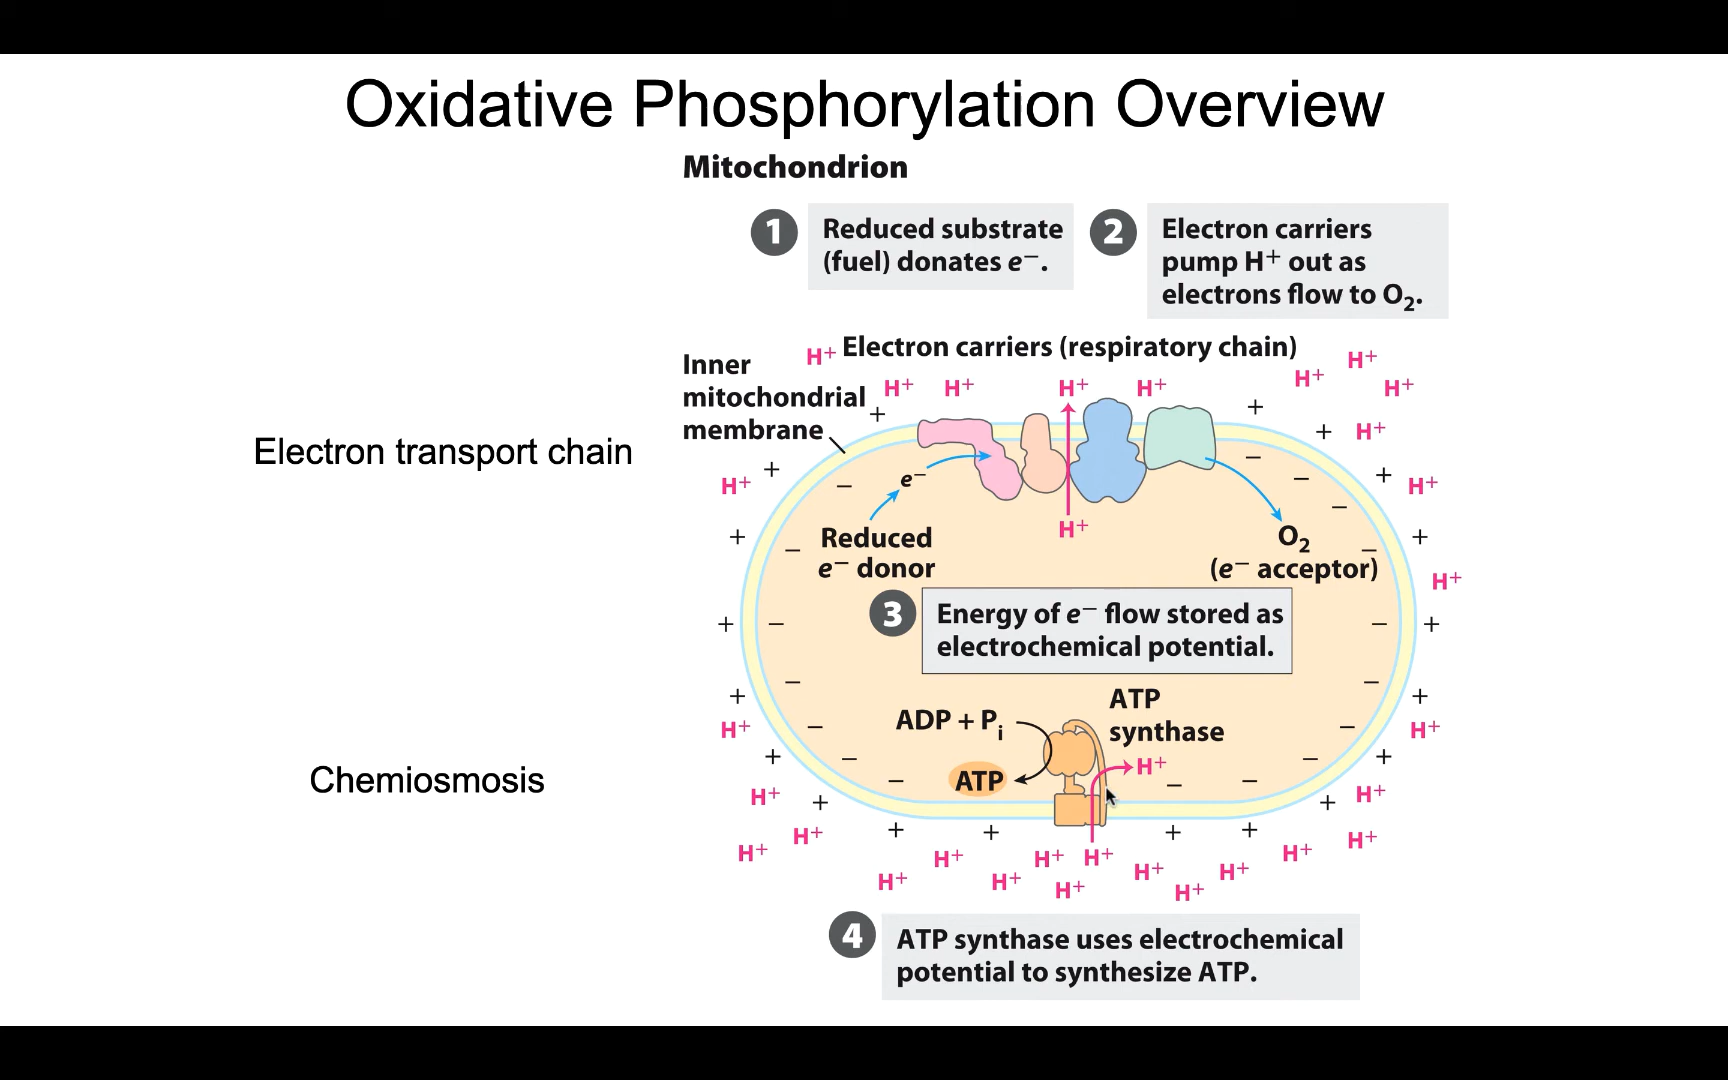 Oxidative Phosphorylation Overview
Mitochondrion
1 Reduced substrate
(fuel) donates e⁻.
2 Electron carriers
pump H⁺ out as
electrons flow to O₂.
H⁺ Electron carriers (respiratory chain) H⁺
Inner
mitochondrial
membrane
H⁺ H⁺ H⁺ H⁺ H⁺ H⁺
+ +
+ H⁺
Electron transport chain
H⁺ + − e⁻ − − + H⁺
−
+ − H⁺ − +
Reduced
e⁻ donor
O₂
(e⁻ acceptor)
H⁺
3 Energy of e⁻ flow stored as
electrochemical potential.
+ − − +
+ − − +
ATP
synthase
ADP + Pᵢ
H⁺ − − H⁺
+ − H⁺ − +
Chemiosmosis
ATP
− − −
H⁺ + + H⁺
+ + + +
H⁺ H⁺ H⁺ H⁺
H⁺ H⁺ H⁺ H⁺ H⁺
H⁺ H⁺ H⁺ H⁺
4 ATP synthase uses electrochemical
potential to synthesize ATP.